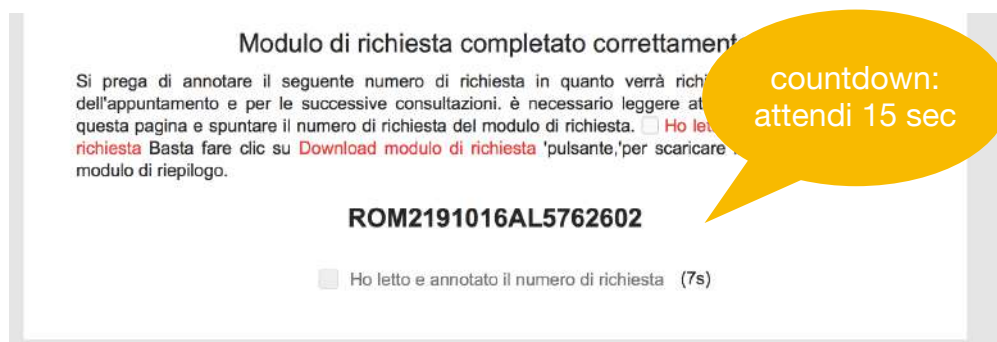 Modulo di richiesta completato correttament
Si prega di annotare il seguente numero di richiesta in quanto verrà
dell'appuntamento e per le successive consultazioni. è necessario leggere
questa pagina e spuntare il numero di richiesta del modulo di richiesta. Ho
richiesta Basta fare clic su Download modulo di richiesta 'pulsante,'per scaricare
modulo di riepilogo.
countdown:
attendi 15 sec
ROM2191016AL5762602
Ho letto e annotato il numero di richiesta (7s)